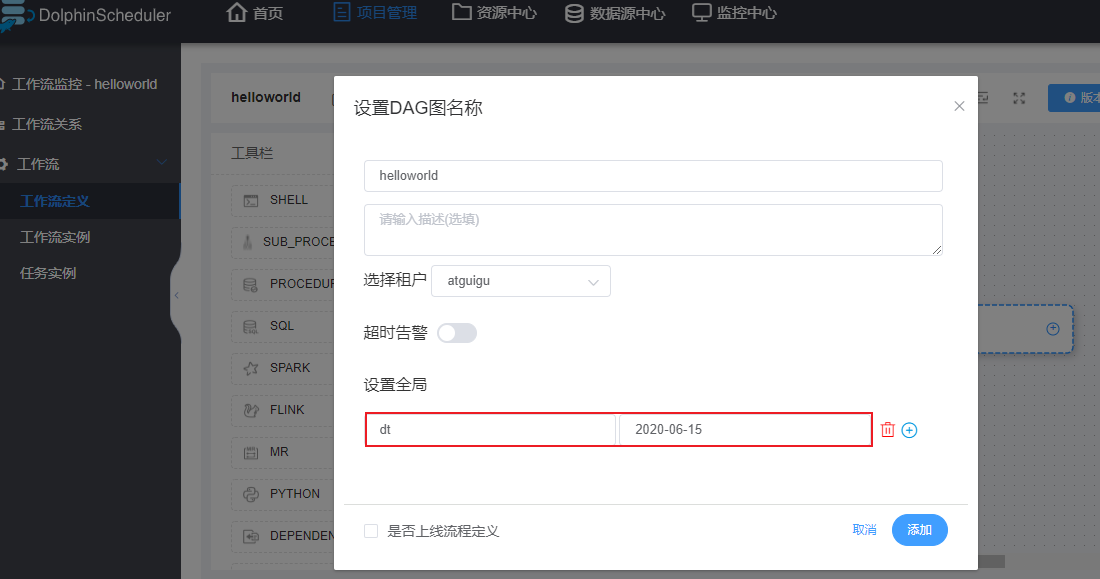 DolphinScheduler
首页
项目管理
资源中心
数据源中心
监控中心
工作流监控 - helloworld
工作流关系
工作流
工作流定义
工作流实例
任务实例
helloworld
版本
工具栏
SHELL
SUB_PROCE
PROCEDUR
SQL
SPARK
FLINK
MR
PYTHON
DEPENDEN
设置DAG图名称
helloworld
请输入描述(选填)
选择租户 atguigu
超时告警
设置全局
dt 2020-06-15
是否上线流程定义
取消 添加